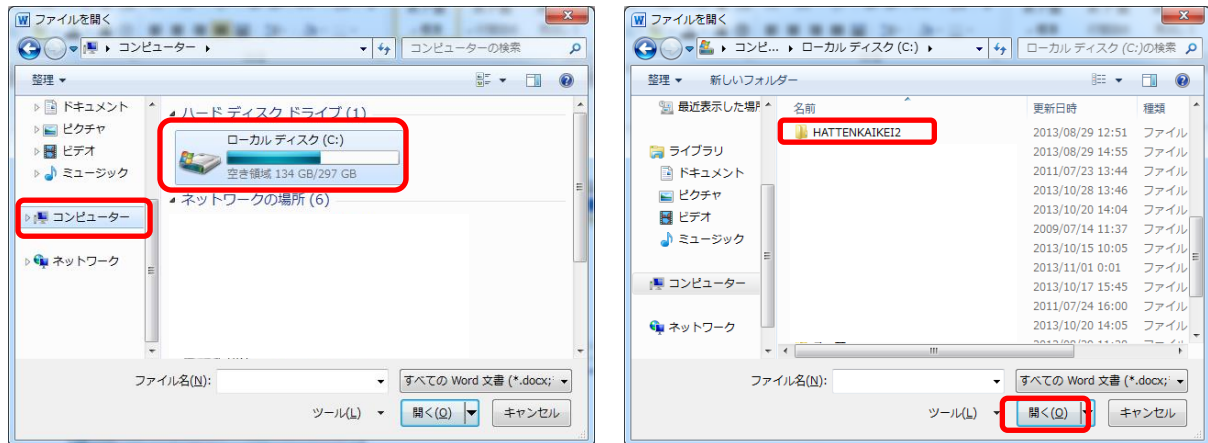 ファイルを開く
コンピューター
コンピューターの検索
整理
ドキュメント
ピクチャ
ビデオ
ミュージック
コンピューター
ネットワーク
ハード ディスク ドライブ (1)
ローカル ディスク (C:)
空き領域 134 GB/297 GB
ネットワークの場所 (6)
ファイル名(N):
すべての Word 文書 (*.docx;
ツール(L)
開く(O)
キャンセル
ファイルを開く
コンピ... ローカル ディスク (C:)
ローカル ディスク (C:)の検索
整理 新しいフォルダー
最近表示した場所
ライブラリ
ドキュメント
ピクチャ
ビデオ
ミュージック
コンピューター
ネットワーク
名前 更新日時 種類
HATTENKAIKEI2 2013/08/29 12:51 ファイル
2013/08/29 14:55 ファイル
2011/07/23 13:44 ファイル
2013/10/28 13:46 ファイル
2013/10/20 14:04 ファイル
2009/07/14 11:37 ファイル
2013/10/15 10:05 ファイル
2013/11/01 0:01 ファイル
2013/10/17 15:45 ファイル
2011/07/24 16:00 ファイル
2013/10/20 14:05 ファイル
ファイル名(N):
すべての Word 文書 (*.docx;
ツール(L)
開く(O)
キャンセル